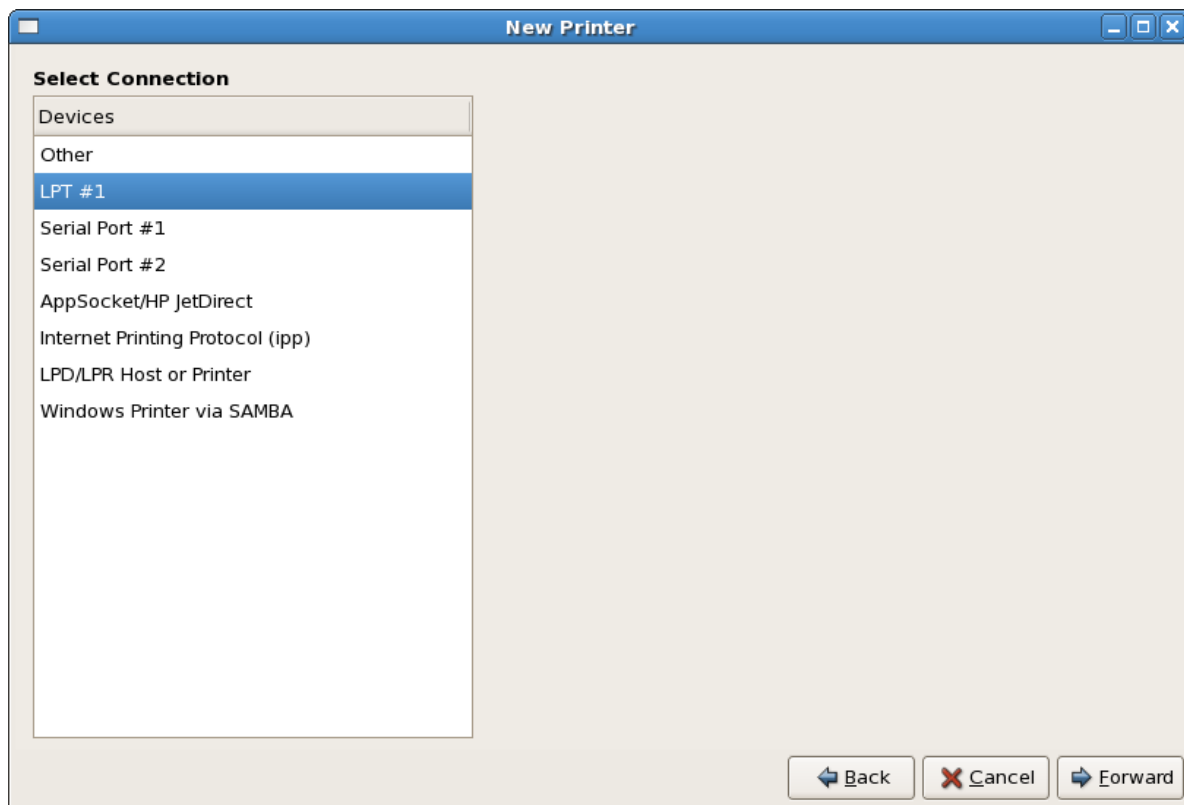 New Printer
Select Connection
Devices
Other
LPT #1
Serial Port #1
Serial Port #2
AppSocket/HP JetDirect
Internet Printing Protocol (ipp)
LPD/LPR Host or Printer
Windows Printer via SAMBA
Back Cancel Forward